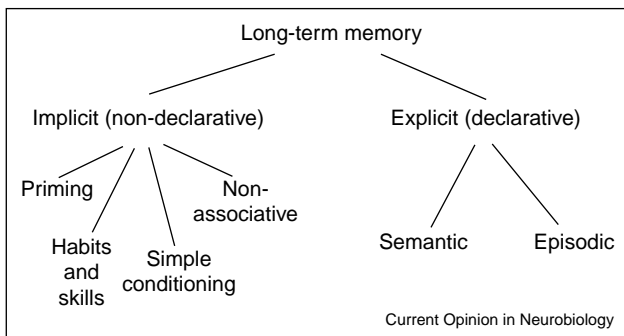 Long-term memory
Implicit (non-declarative)
Explicit (declarative)
Priming
Non-
associative
Habits
and
skills
Simple
conditioning
Semantic
Episodic
Current Opinion in Neurobiology